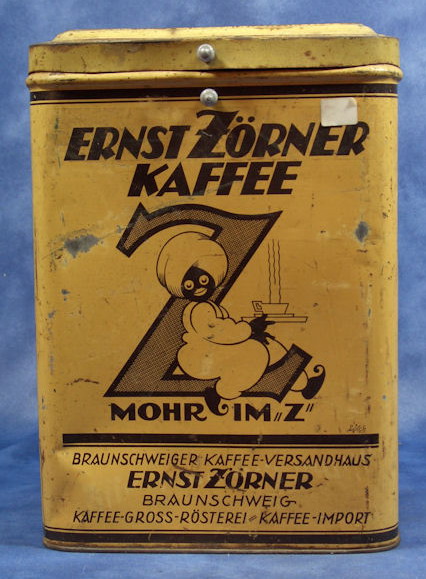 ERNST ZÖRNER
KAFFEE
Z
MOHR IM „Z"
BRAUNSCHWEIGER KAFFEE-VERSANDHAUS
ERNST ZÖRNER
BRAUNSCHWEIG
KAFFEE-GROSS-RÖSTEREI KAFFEE-IMPORT